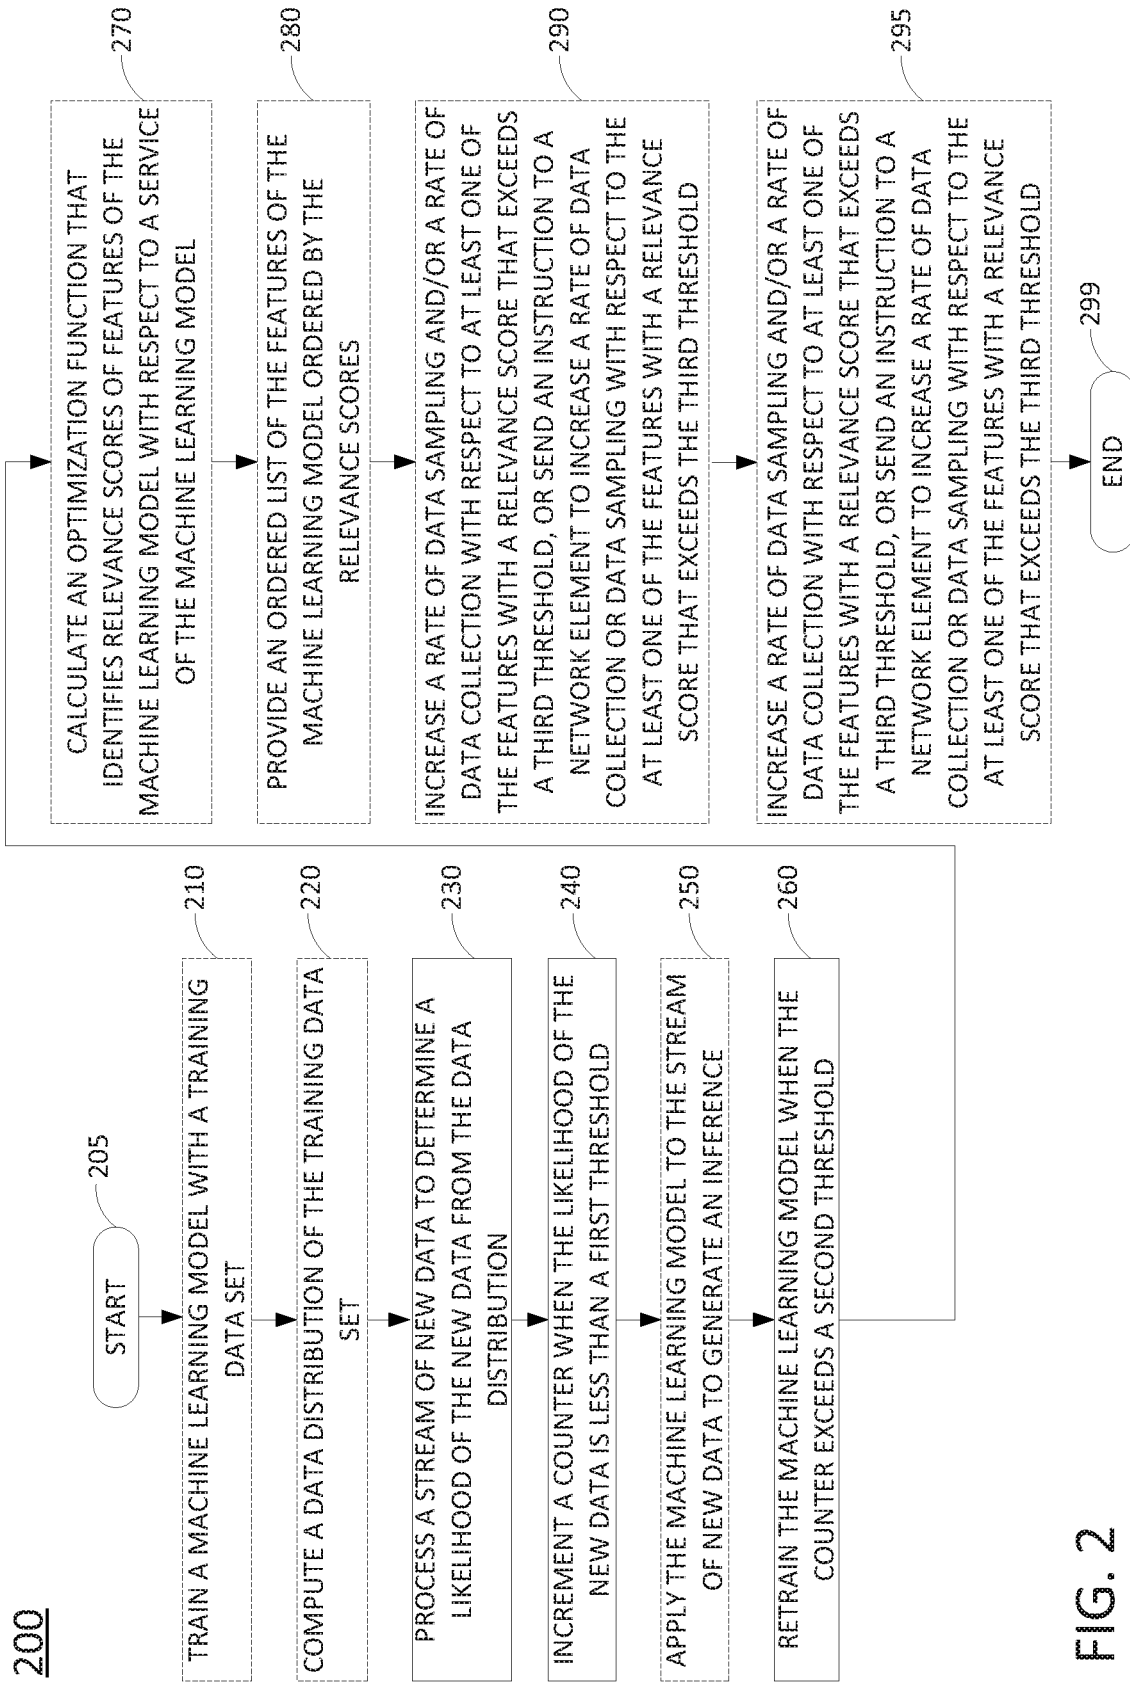 200
START
205
TRAIN A MACHINE LEARNING MODEL WITH A TRAINING
DATA SET
210
COMPUTE A DATA DISTRIBUTION OF THE TRAINING DATA
SET
220
PROCESS A STREAM OF NEW DATA TO DETERMINE A
LIKELIHOOD OF THE NEW DATA FROM THE DATA
DISTRIBUTION
230
INCREMENT A COUNTER WHEN THE LIKELIHOOD OF THE
NEW DATA IS LESS THAN A FIRST THRESHOLD
240
APPLY THE MACHINE LEARNING MODEL TO THE STREAM
OF NEW DATA TO GENERATE AN INFERENCE
250
RETRAIN THE MACHINE LEARNING MODEL WHEN THE
COUNTER EXCEEDS A SECOND THRESHOLD
260
CALCULATE AN OPTIMIZATION FUNCTION THAT
IDENTIFIES RELEVANCE SCORES OF FEATURES OF THE
MACHINE LEARNING MODEL WITH RESPECT TO A SERVICE
OF THE MACHINE LEARNING MODEL
270
PROVIDE AN ORDERED LIST OF THE FEATURES OF THE
MACHINE LEARNING MODEL ORDERED BY THE
RELEVANCE SCORES
280
INCREASE A RATE OF DATA SAMPLING AND/OR A RATE OF
DATA COLLECTION WITH RESPECT TO AT LEAST ONE OF
THE FEATURES WITH A RELEVANCE SCORE THAT EXCEEDS
A THIRD THRESHOLD, OR SEND AN INSTRUCTION TO A
NETWORK ELEMENT TO INCREASE A RATE OF DATA
COLLECTION OR DATA SAMPLING WITH RESPECT TO THE
AT LEAST ONE OF THE FEATURES WITH A RELEVANCE
SCORE THAT EXCEEDS THE THIRD THRESHOLD
290
INCREASE A RATE OF DATA SAMPLING AND/OR A RATE OF
DATA COLLECTION WITH RESPECT TO AT LEAST ONE OF
THE FEATURES WITH A RELEVANCE SCORE THAT EXCEEDS
A THIRD THRESHOLD, OR SEND AN INSTRUCTION TO A
NETWORK ELEMENT TO INCREASE A RATE OF DATA
COLLECTION OR DATA SAMPLING WITH RESPECT TO THE
AT LEAST ONE OF THE FEATURES WITH A RELEVANCE
SCORE THAT EXCEEDS THE THIRD THRESHOLD
295
END
299
FIG. 2